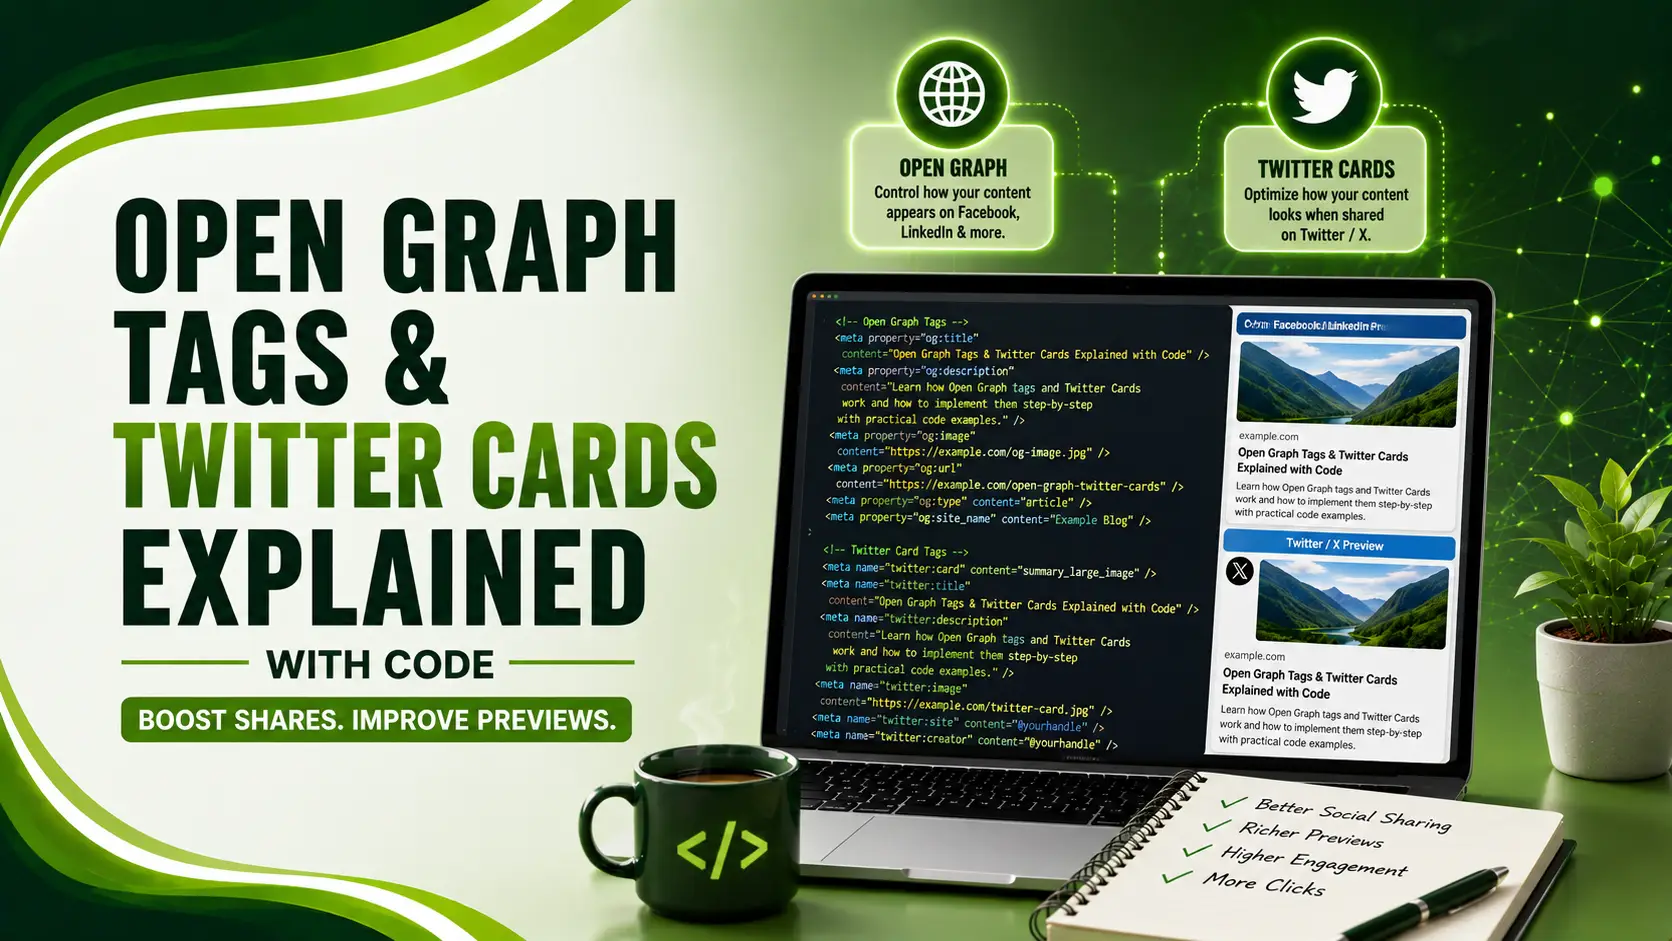 OPEN GRAPH
TAGS &
TWITTER CARDS
EXPLAINED
WITH CODE
BOOST SHARES. IMPROVE PREVIEWS.
OPEN GRAPH
Control how your content
appears on Facebook,
LinkedIn & more.
TWITTER CARDS
Optimize how your content
looks when shared
on Twitter / X.
<!-- Open Graph Tags -->
<meta property="og:title"
content="Open Graph Tags & Twitter Cards Explained with Code" />
<meta property="og:description"
content="Learn how Open Graph tags and Twitter Cards
work and how to implement them step-by-step
with practical code examples." />
<meta property="og:image"
content="https://example.com/og-image.jpg" />
<meta property="og:url"
content="https://example.com/open-graph-twitter-cards" />
<meta property="og:type" content="article" />
<meta property="og:site_name" content="Example Blog" />
<!-- Twitter Card Tags -->
<meta name="twitter:card" content="summary_large_image" />
<meta name="twitter:title"
content="Open Graph Tags & Twitter Cards Explained with Code" />
<meta name="twitter:description"
content="Learn how Open Graph tags and Twitter Cards
work and how to implement them step-by-step
with practical code examples." />
<meta name="twitter:image"
content="https://example.com/twitter-card.jpg" />
<meta name="twitter:site" content="@yourhandle" />
<meta name="twitter:creator" content="@yourhandle" />
Facebook/LinkedIn
example.com
Open Graph Tags & Twitter Cards
Explained with Code
Learn how Open Graph tags and Twitter Cards
work and how to implement them step-by-step
with practical code examples.
Twitter / X Preview
X
example.com
Open Graph Tags & Twitter Cards
Explained with Code
Learn how Open Graph tags and Twitter Cards
work and how to implement them step-by-step
with practical code examples.
</>
Better Social Sharing
Richer Previews
Higher Engagement
More Clicks